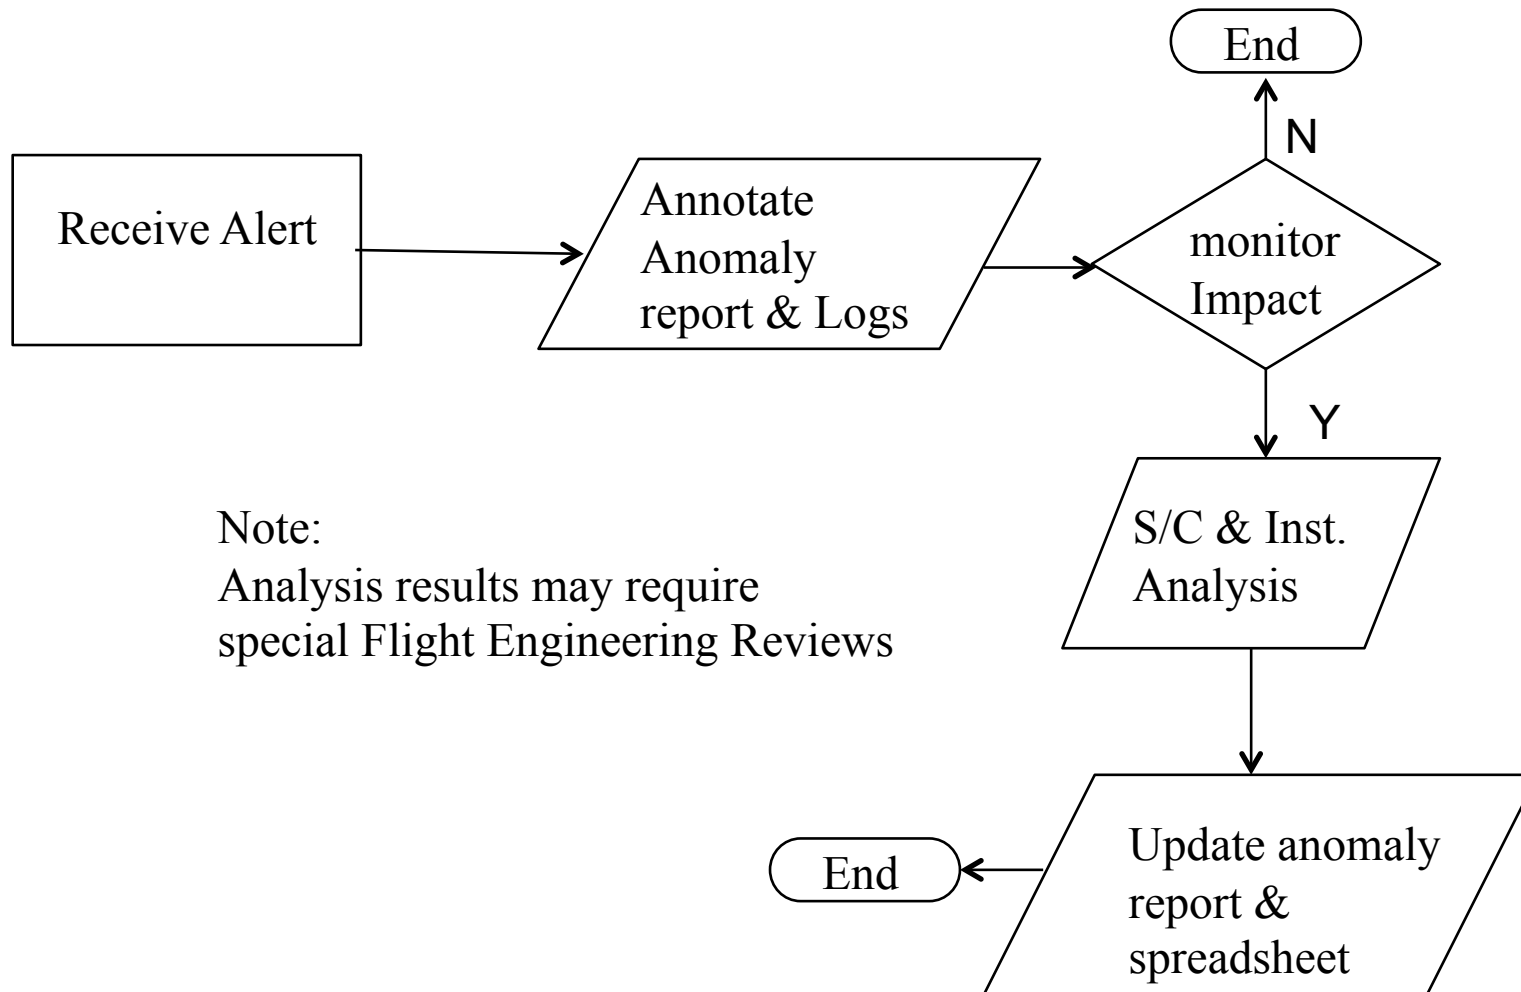 End
N
Receive Alert
Annotate
Anomaly
report & Logs
monitor
Impact
Y
S/C & Inst.
Analysis
Note:
Analysis results may require
special Flight Engineering Reviews
Update anomaly
report &
spreadsheet
End